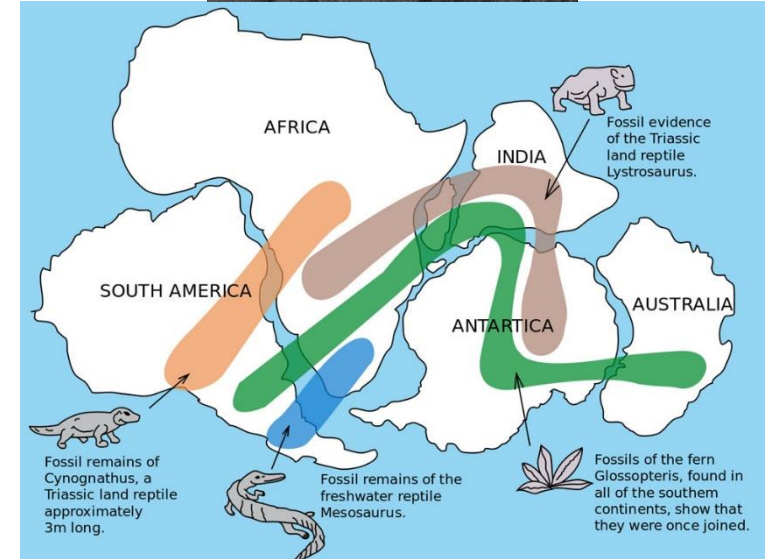 AFRICA
INDIA
Fossil evidence
of the Triassic
land reptile
Lystrosaurus.
SOUTH AMERICA
ANTARTICA
AUSTRALIA
Fossil remains of
Cynognathus, a
Triassic land reptile
approximately
3m long.
Fossil remains of the
freshwater reptile
Mesosaurus.
Fossils of the fern
Glossopteris, found in
all of the southem
continents, show that
they were once joined.